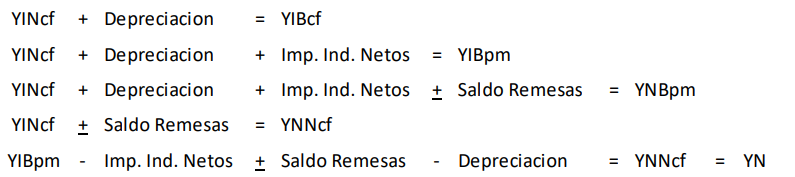 YINcf + Depreciacion = YIBcf
YINcf + Depreciacion + Imp. Ind. Netos = YIBpm
YINcf + Depreciacion + Imp. Ind. Netos ± Saldo Remesas = YNBpm
YINcf ± Saldo Remesas = YNNcf
YIBpm - Imp. Ind. Netos ± Saldo Remesas - Depreciacion = YNNcf = YN